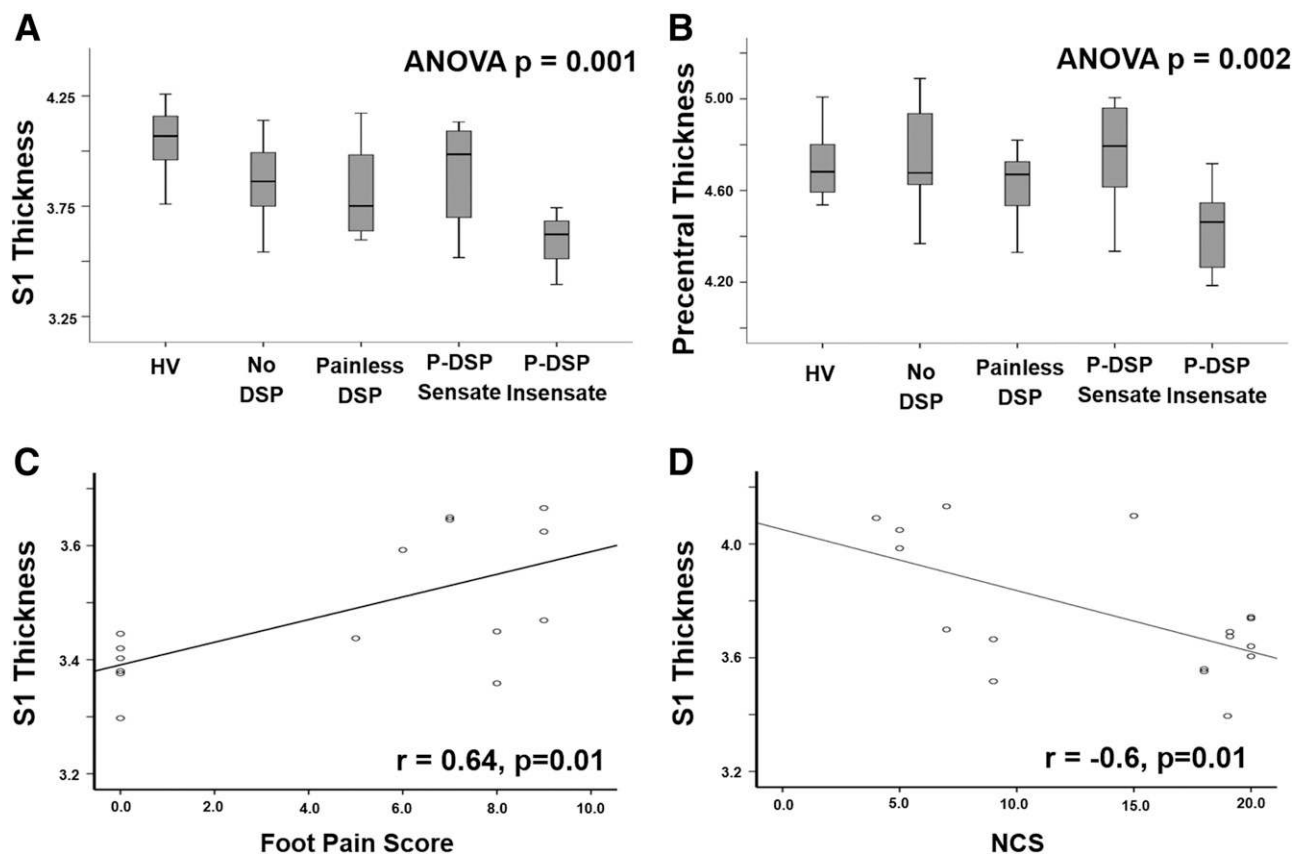 A
ANOVA p = 0.001
S1 Thickness
4.25
3.75
3.25
HV
No DSP
Painless DSP
P-DSP Sensate
P-DSP Insensate
B
ANOVA p = 0.002
Precentral Thickness
5.00
4.60
4.20
HV
No DSP
Painless DSP
P-DSP Sensate
P-DSP Insensate
C
S1 Thickness
3.6
3.4
3.2
r = 0.64, p=0.01
0.0 2.0 4.0 6.0 8.0 10.0
Foot Pain Score
D
S1 Thickness
4.0
3.6
3.2
r = -0.6, p=0.01
0.0 5.0 10.0 15.0 20.0
NCS